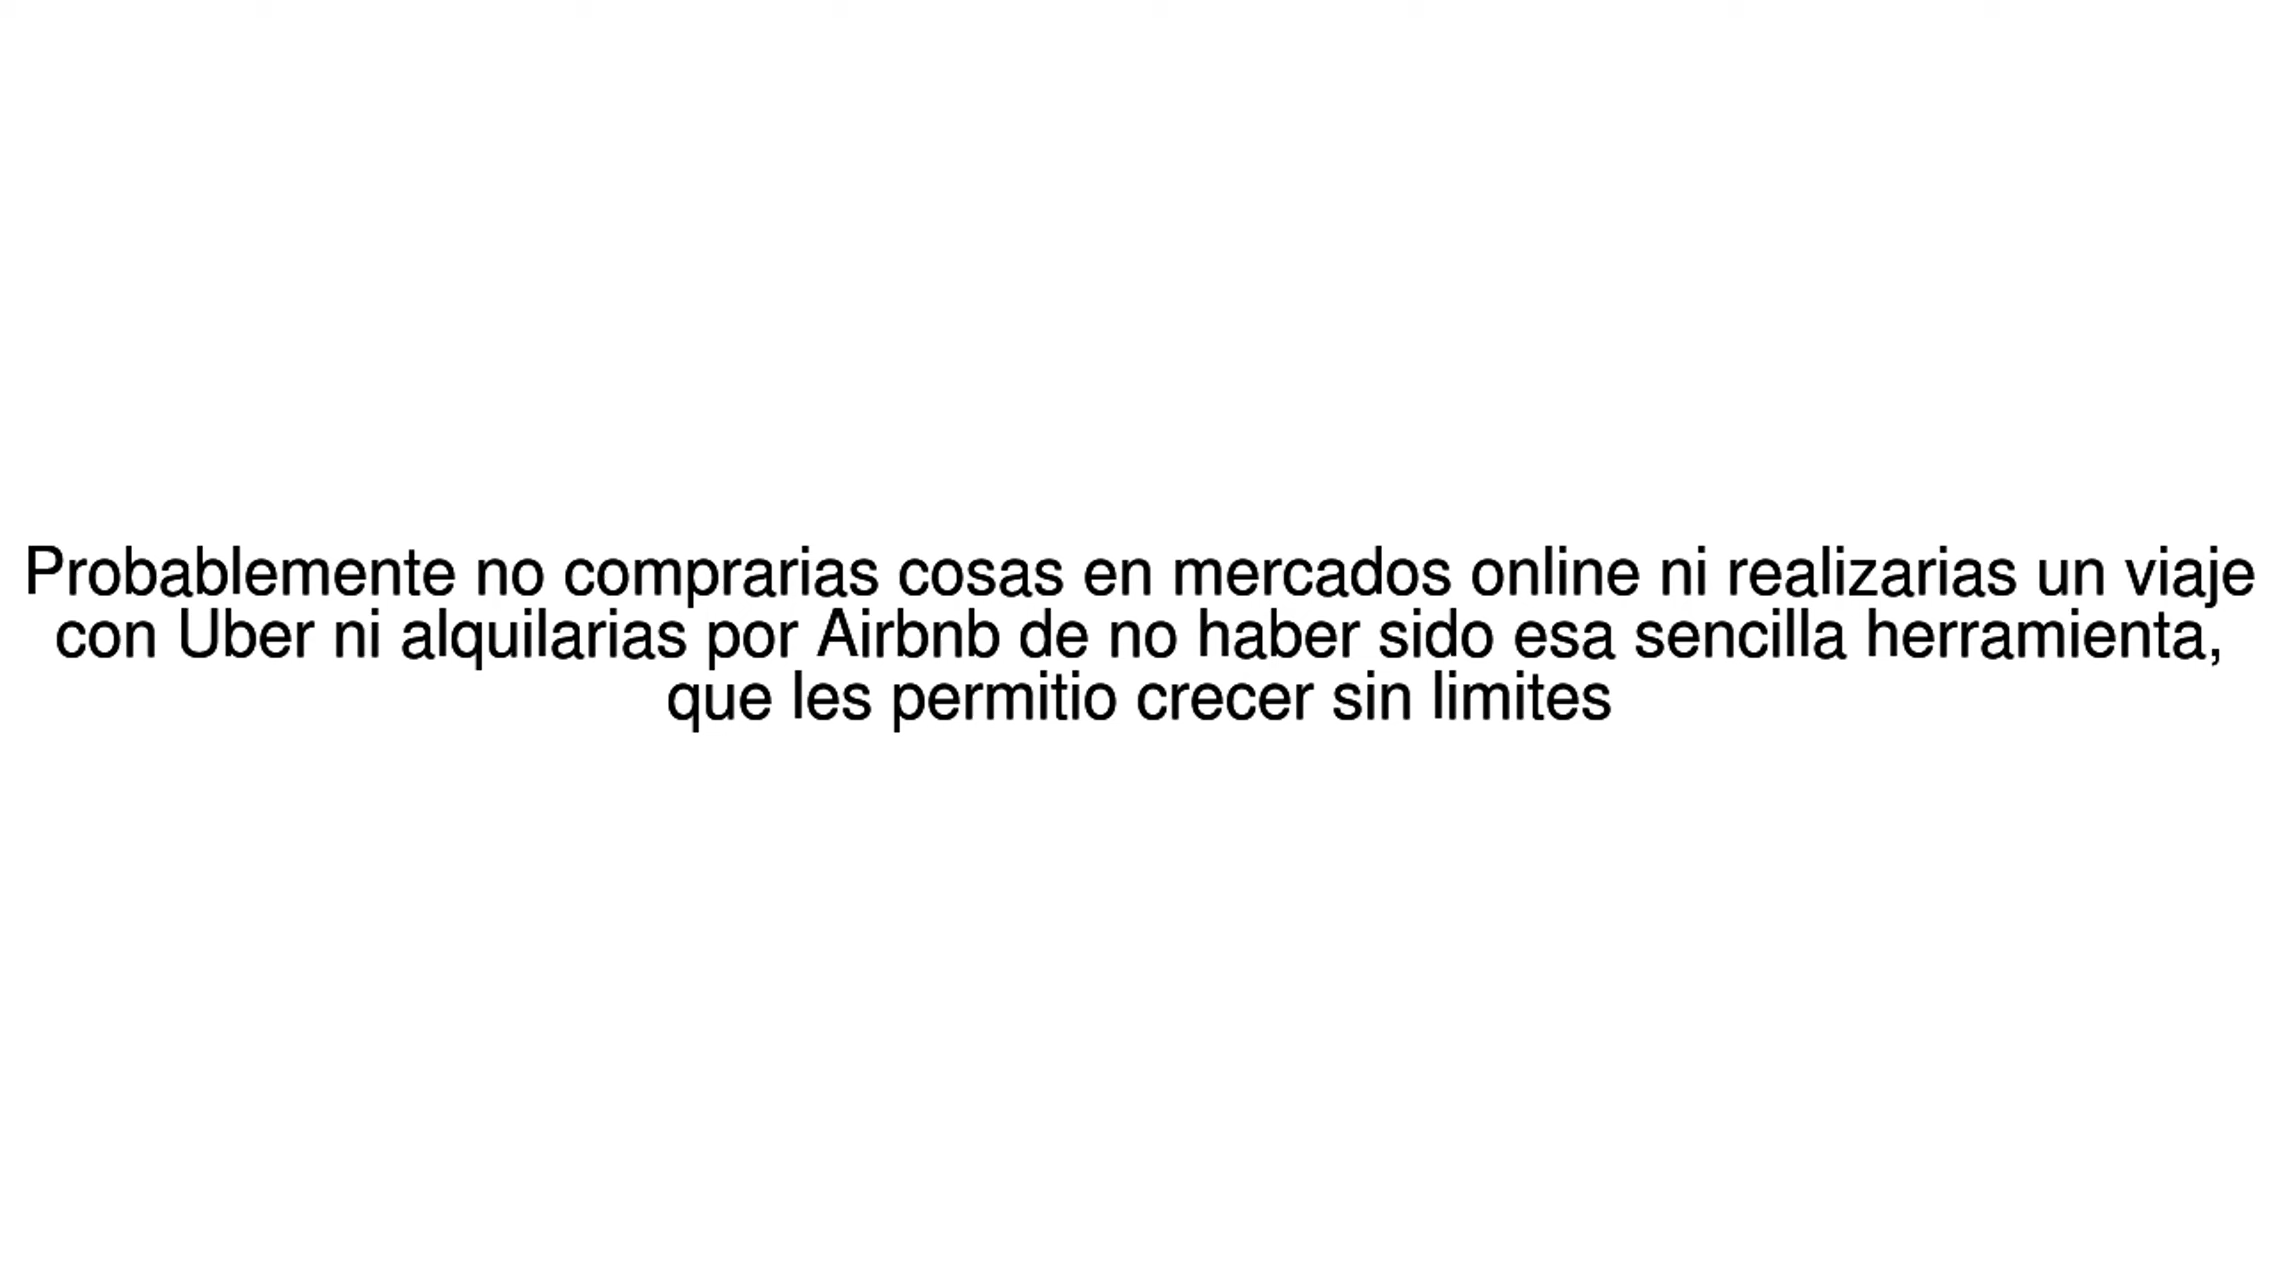 Probablemente no comprarias cosas en mercados online ni realizarias un viaje
con Uber ni alquilarias por Airbnb de no haber sido esa sencilla herramienta,
que les permitio crecer sin limites